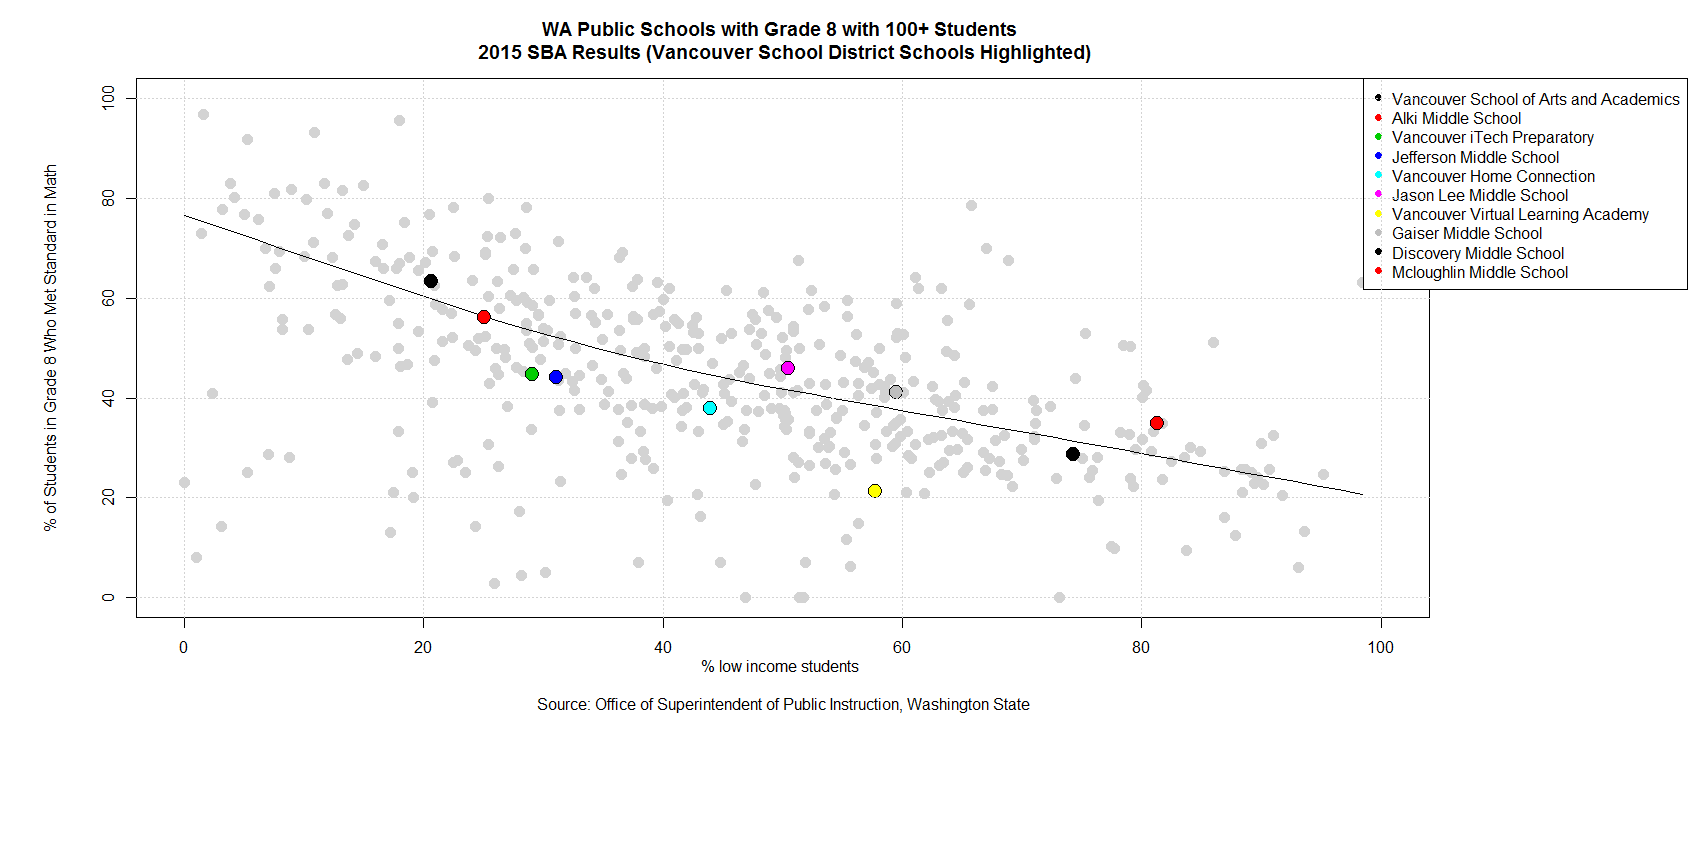 WA Public Schools with Grade 8 with 100+ Students
2015 SBA Results (Vancouver School District Schools Highlighted)
% of Students in Grade 8 Who Met Standard in Math
100
80
60
40
20
0
Vancouver School of Arts and Academics
Alki Middle School
Vancouver iTech Preparatory
Jefferson Middle School
Vancouver Home Connection
Jason Lee Middle School
Vancouver Virtual Learning Academy
Gaiser Middle School
Discovery Middle School
Mcloughlin Middle School
0 20 40 60 80 100
% low income students
Source: Office of Superintendent of Public Instruction, Washington State